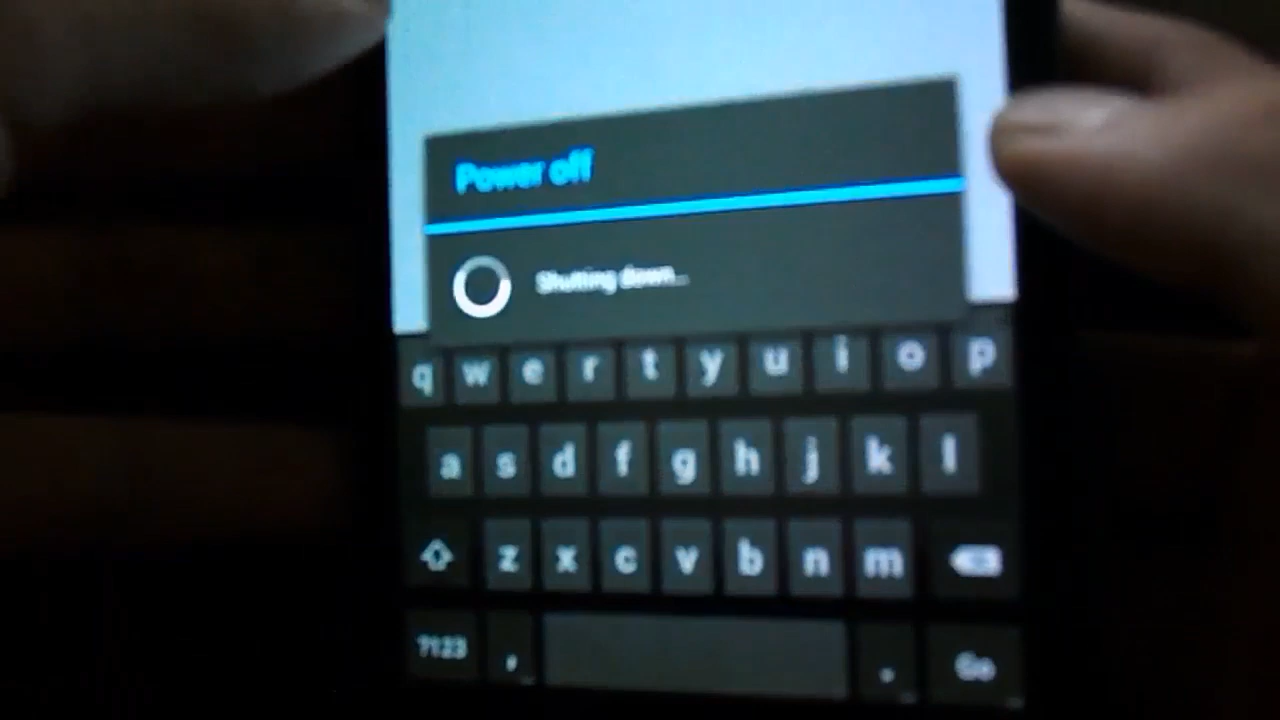 Power off
Shutting down...
q w e r t y u i o p
a s d f g h j k l
z x c v b n m
?123 , . Go